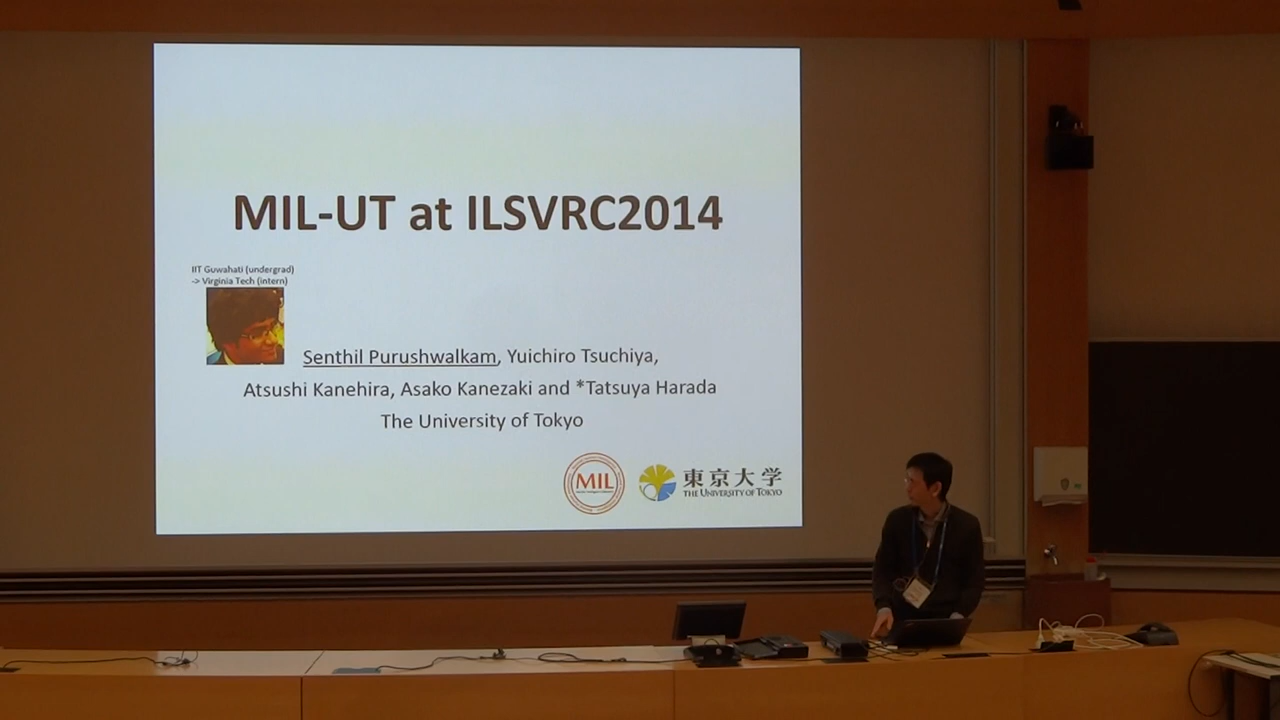 MIL-UT at ILSVRC2014
IIT Guwahati (undergrad)
-> Virginia Tech (intern)
Senthil Purushwalkam, Yuichiro Tsuchiya,
Atsushi Kanehira, Asako Kanezaki and *Tatsuya Harada
The University of Tokyo
MIL
東京大学
THE UNIVERSITY OF TOKYO